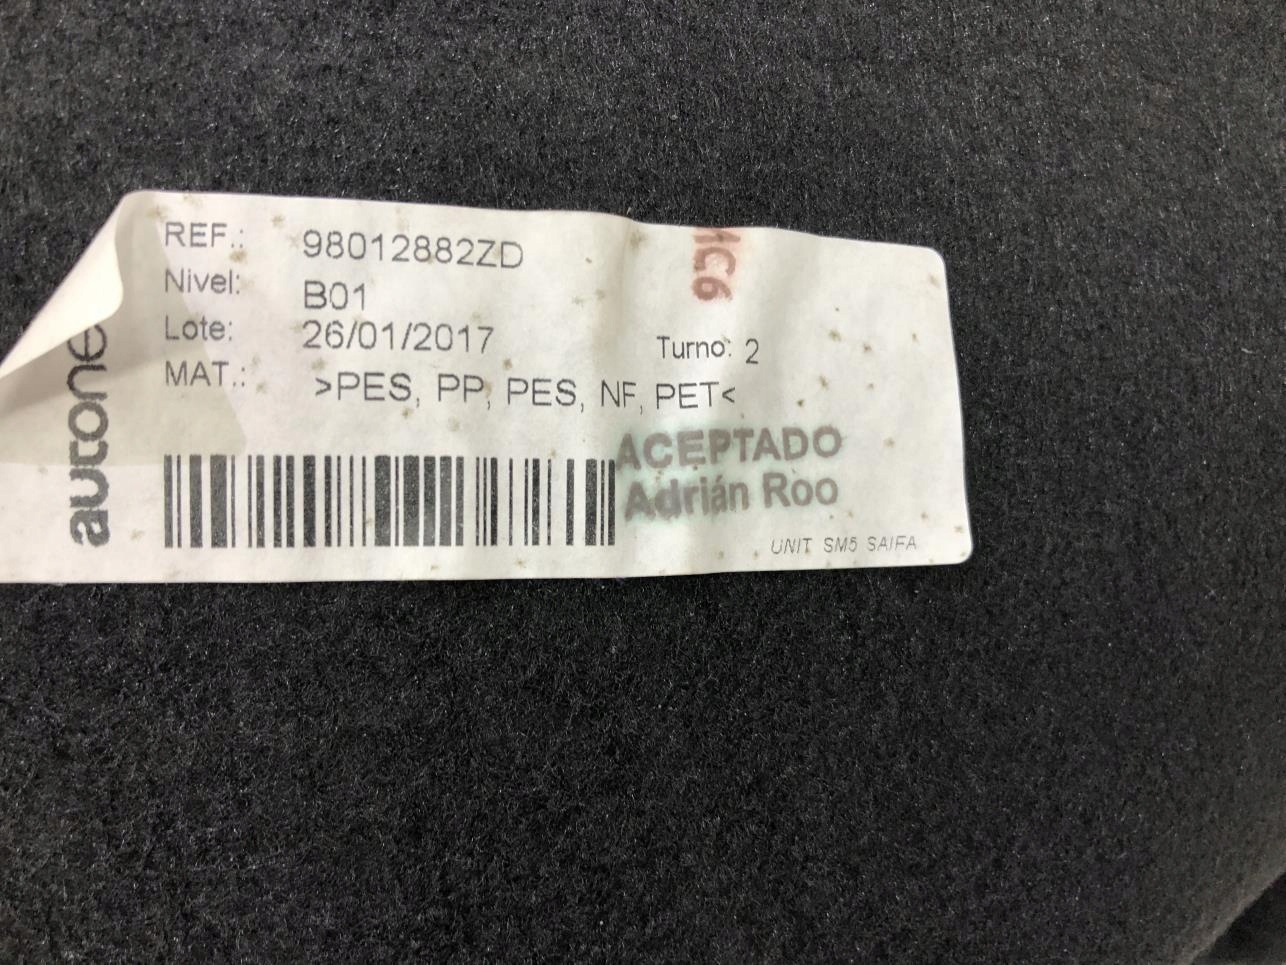 REF.: 98012882ZD
Nivel: B01
Lote: 26/01/2017
Turno: 2
MAT.: >PES, PP, PES, NF, PET<
ACEPTADO
Adrián Roo
UNIT SM5 SAIFA
autone